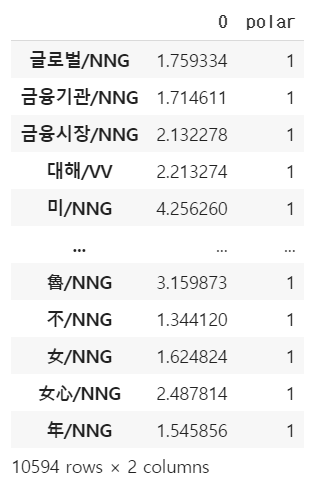 0 polar
글로벌/NNG 1.759334 1
금융기관/NNG 1.714611 1
금융시장/NNG 2.132278 1
대해/VV 2.213274 1
미/NNG 4.256260 1
... ... ...
魯/NNG 3.159873 1
不/NNG 1.344120 1
女/NNG 1.624824 1
女心/NNG 2.487814 1
年/NNG 1.545856 1
10594 rows × 2 columns